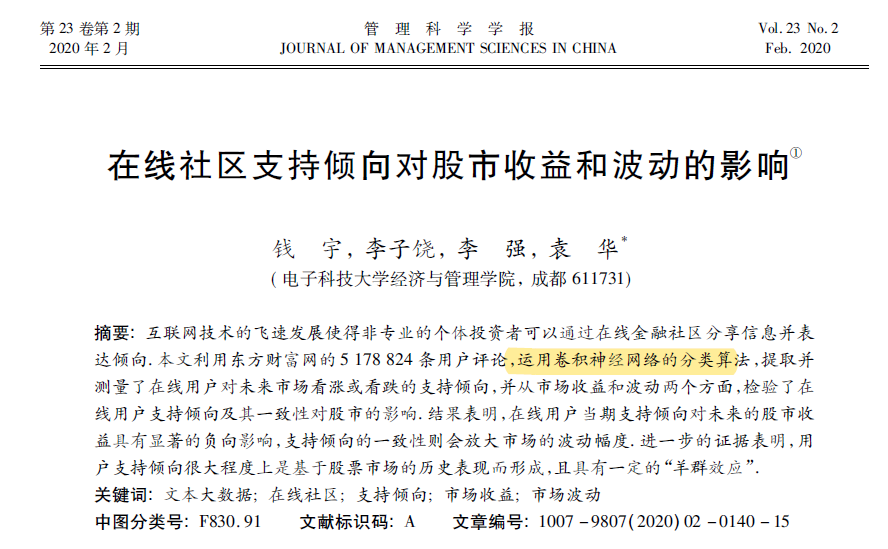 第 23 卷第 2 期 管 理 科 学 学 报 Vol. 23 No. 2
2020 年 2 月 JOURNAL OF MANAGEMENT SCIENCES IN CHINA Feb. 2020
在线社区支持倾向对股市收益和波动的影响①
钱 宇, 李子饶, 李 强, 袁 华*
( 电子科技大学经济与管理学院, 成都 611731)
摘要: 互联网技术的飞速发展使得非专业的个体投资者可以通过在线金融社区分享信息并表
达倾向. 本文利用东方财富网的 5 178 824 条用户评论,运用卷积神经网络的分类算法,提取并
测量了在线用户对未来市场看涨或看跌的支持倾向,并从市场收益和波动两个方面,检验了在
线用户支持倾向及其一致性对股市的影响. 结果表明,在线用户当期支持倾向对未来的股市收
益具有显著的负向影响,支持倾向的一致性则会放大市场的波动幅度. 进一步的证据表明,用
户支持倾向很大程度上是基于股票市场的历史表现而形成,且具有一定的“羊群效应”.
关键词: 文本大数据; 在线社区; 支持倾向; 市场收益; 市场波动
中图分类号: F830. 91 文献标识码: A 文章编号: 1007 -9807(2020)02 -0140 -15